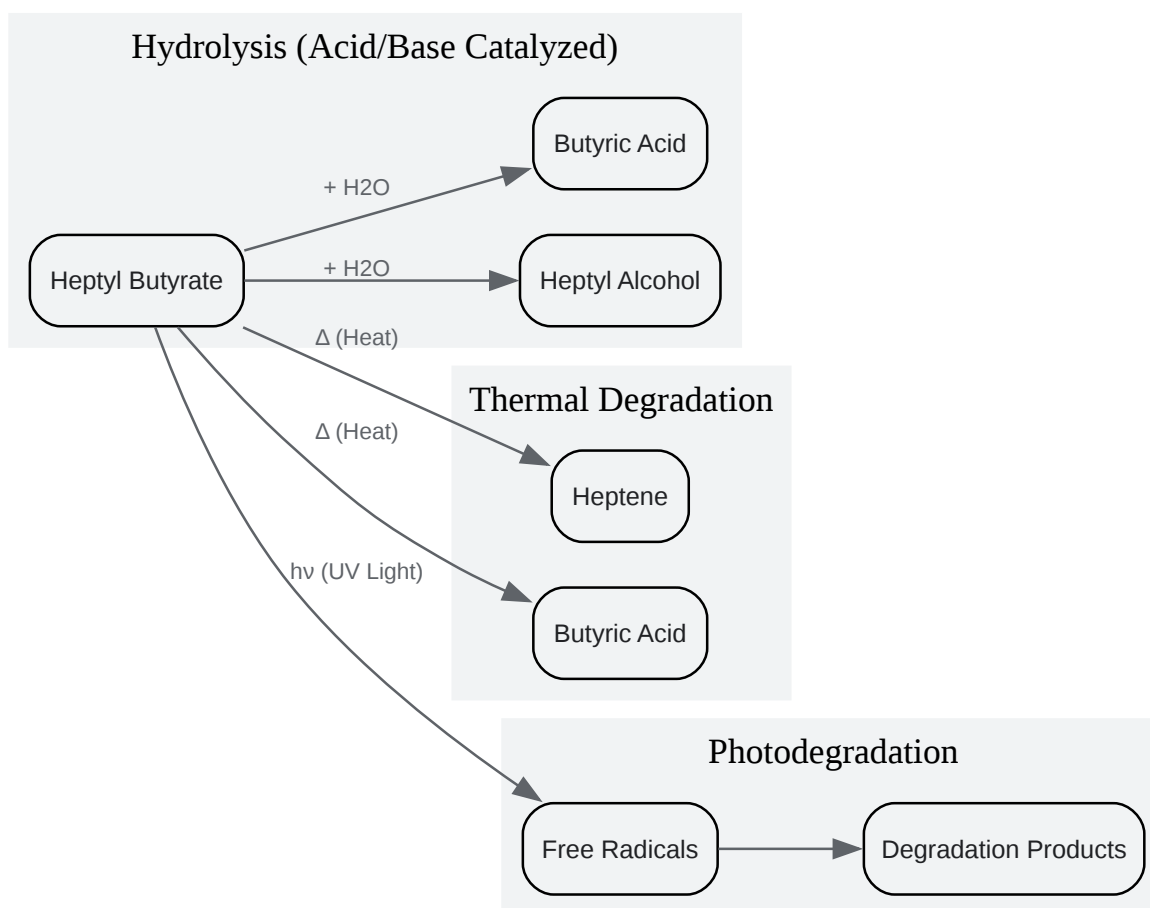 Hydrolysis (Acid/Base Catalyzed)
Butyric Acid
+ H2O
Heptyl Butyrate
+ H2O
Heptyl Alcohol
Δ (Heat)
Thermal Degradation
Δ (Heat)
Heptene
hν (UV Light)
Butyric Acid
Photodegradation
Free Radicals
Degradation Products